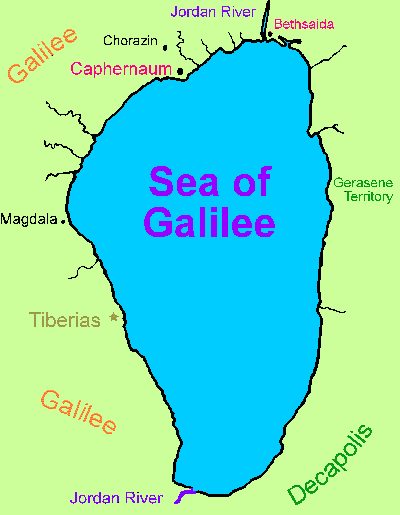 Jordan River
Bethsaida
Galilee
Chorazin
Caphernaum
Sea of
Galilee
Gerasene
Territory
Magdala
Tiberias
Galilee
Decapolis
Jordan River